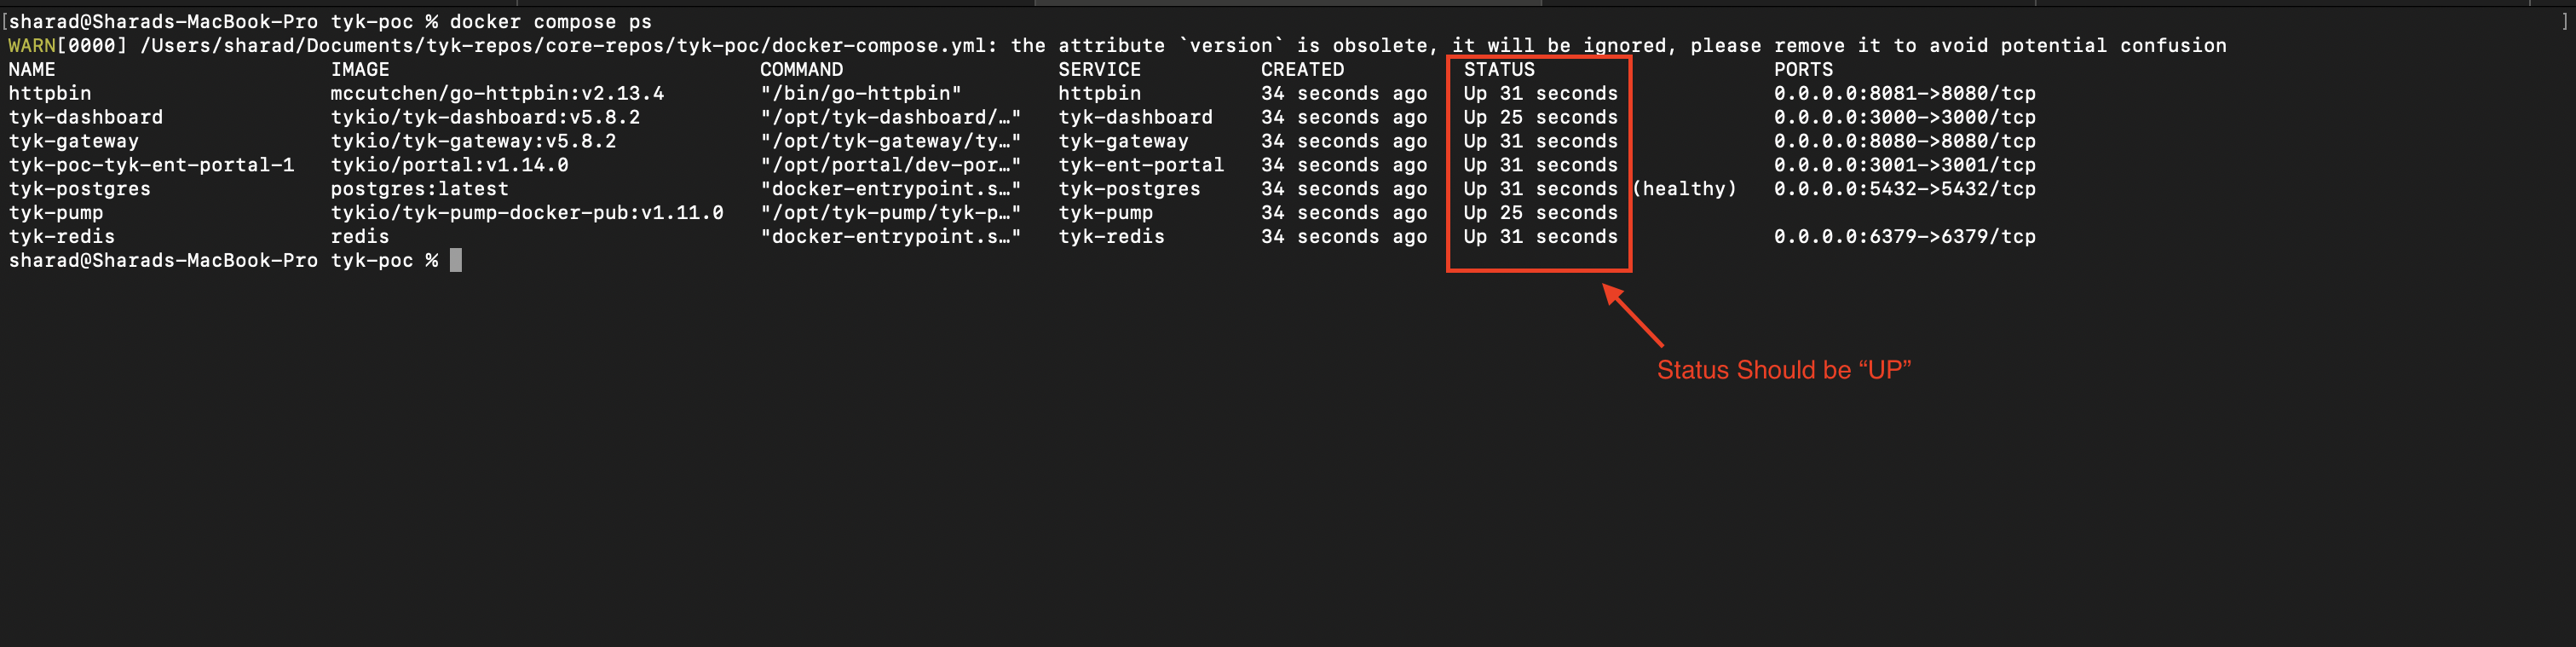 [sharad@Sharads-MacBook-Pro tyk-poc % docker compose ps ]
WARN[0000] /Users/sharad/Documents/tyk-repos/core-repos/tyk-poc/docker-compose.yml: the attribute `version` is obsolete, it will be ignored, please remove it to avoid potential confusion
NAME IMAGE COMMAND SERVICE CREATED STATUS PORTS
httpbin mccutchen/go-httpbin:v2.13.4 "/bin/go-httpbin" httpbin 34 seconds ago Up 31 seconds 0.0.0.0:8081->8080/tcp
tyk-dashboard tykio/tyk-dashboard:v5.8.2 "/opt/tyk-dashboard/…" tyk-dashboard 34 seconds ago Up 25 seconds 0.0.0.0:3000->3000/tcp
tyk-gateway tykio/tyk-gateway:v5.8.2 "/opt/tyk-gateway/ty…" tyk-gateway 34 seconds ago Up 31 seconds 0.0.0.0:8080->8080/tcp
tyk-poc-tyk-ent-portal-1 tykio/portal:v1.14.0 "/opt/portal/dev-por…" tyk-ent-portal 34 seconds ago Up 31 seconds 0.0.0.0:3001->3001/tcp
tyk-postgres postgres:latest "docker-entrypoint.s…" tyk-postgres 34 seconds ago Up 31 seconds (healthy) 0.0.0.0:5432->5432/tcp
tyk-pump tykio/tyk-pump-docker-pub:v1.11.0 "/opt/tyk-pump/tyk-p…" tyk-pump 34 seconds ago Up 25 seconds
tyk-redis redis "docker-entrypoint.s…" tyk-redis 34 seconds ago Up 31 seconds 0.0.0.0:6379->6379/tcp
sharad@Sharads-MacBook-Pro tyk-poc %
Status Should be “UP”